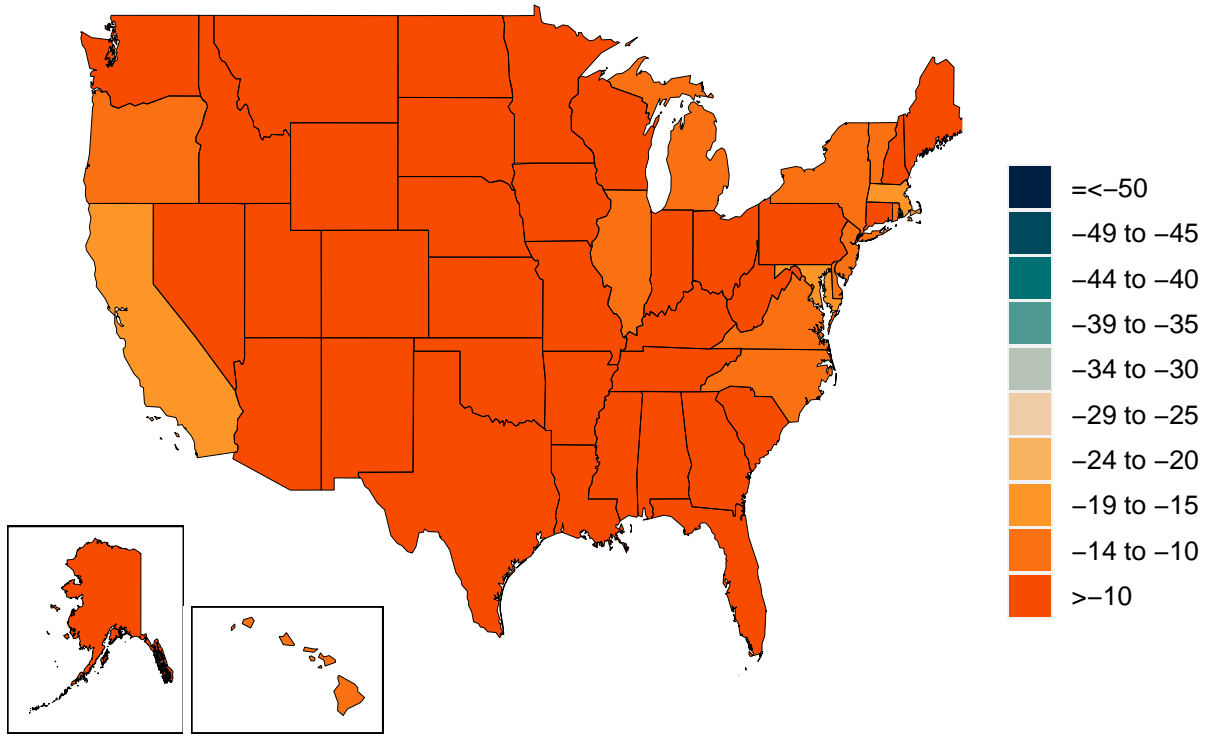 =<−50
−49 to −45
−44 to −40
−39 to −35
−34 to −30
−29 to −25
−24 to −20
−19 to −15
−14 to −10
>−10